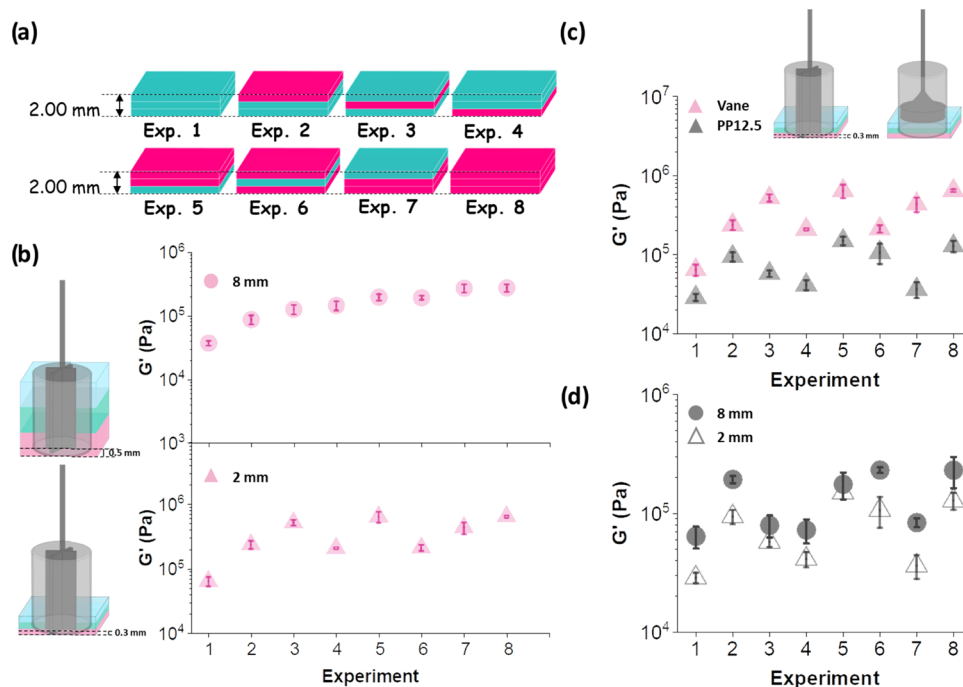 (a)
2.00 mm
Exp. 1 Exp. 2 Exp. 3 Exp. 4
2.00 mm
Exp. 5 Exp. 6 Exp. 7 Exp. 8
(b)
0.5 mm
0.3 mm
G' (Pa)
10⁶
10⁵
10⁴
10³
8 mm
G' (Pa)
10⁶
10⁵
10⁴
2 mm
1 2 3 4 5 6 7 8
Experiment
(c)
0.3 mm
Vane
PP12.5
G' (Pa)
10⁷
10⁶
10⁵
10⁴
1 2 3 4 5 6 7 8
Experiment
(d)
8 mm
2 mm
G' (Pa)
10⁶
10⁵
10⁴
1 2 3 4 5 6 7 8
Experiment